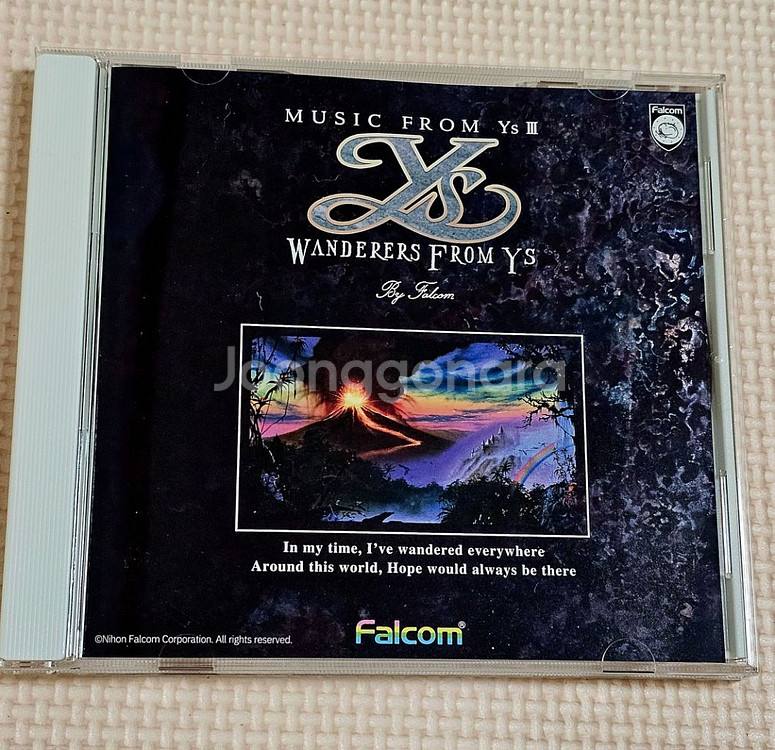 MUSIC FROM Ys III
Falcom
Ys
WANDERERS FROM YS
By Falcom
Joonggonara
In my time, I've wandered everywhere
Around this world, Hope would always be there
©Nihon Falcom Corporation. All rights reserved.
Falcom®